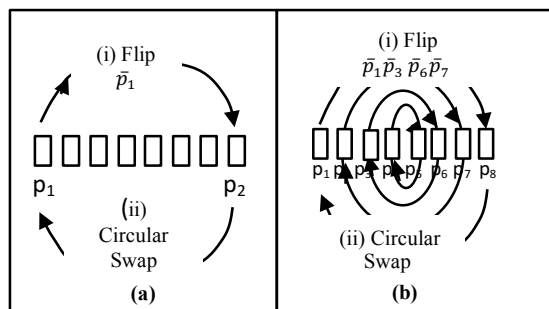 (i) Flip
p̄₁
p₁ p₂
(ii)
Circular
Swap
(a)
(i) Flip
p̄₁p̄₃ p̄₆p̄₇
p₁ p₃ p₆ p₇ p₈
(ii) Circular
Swap
(b)